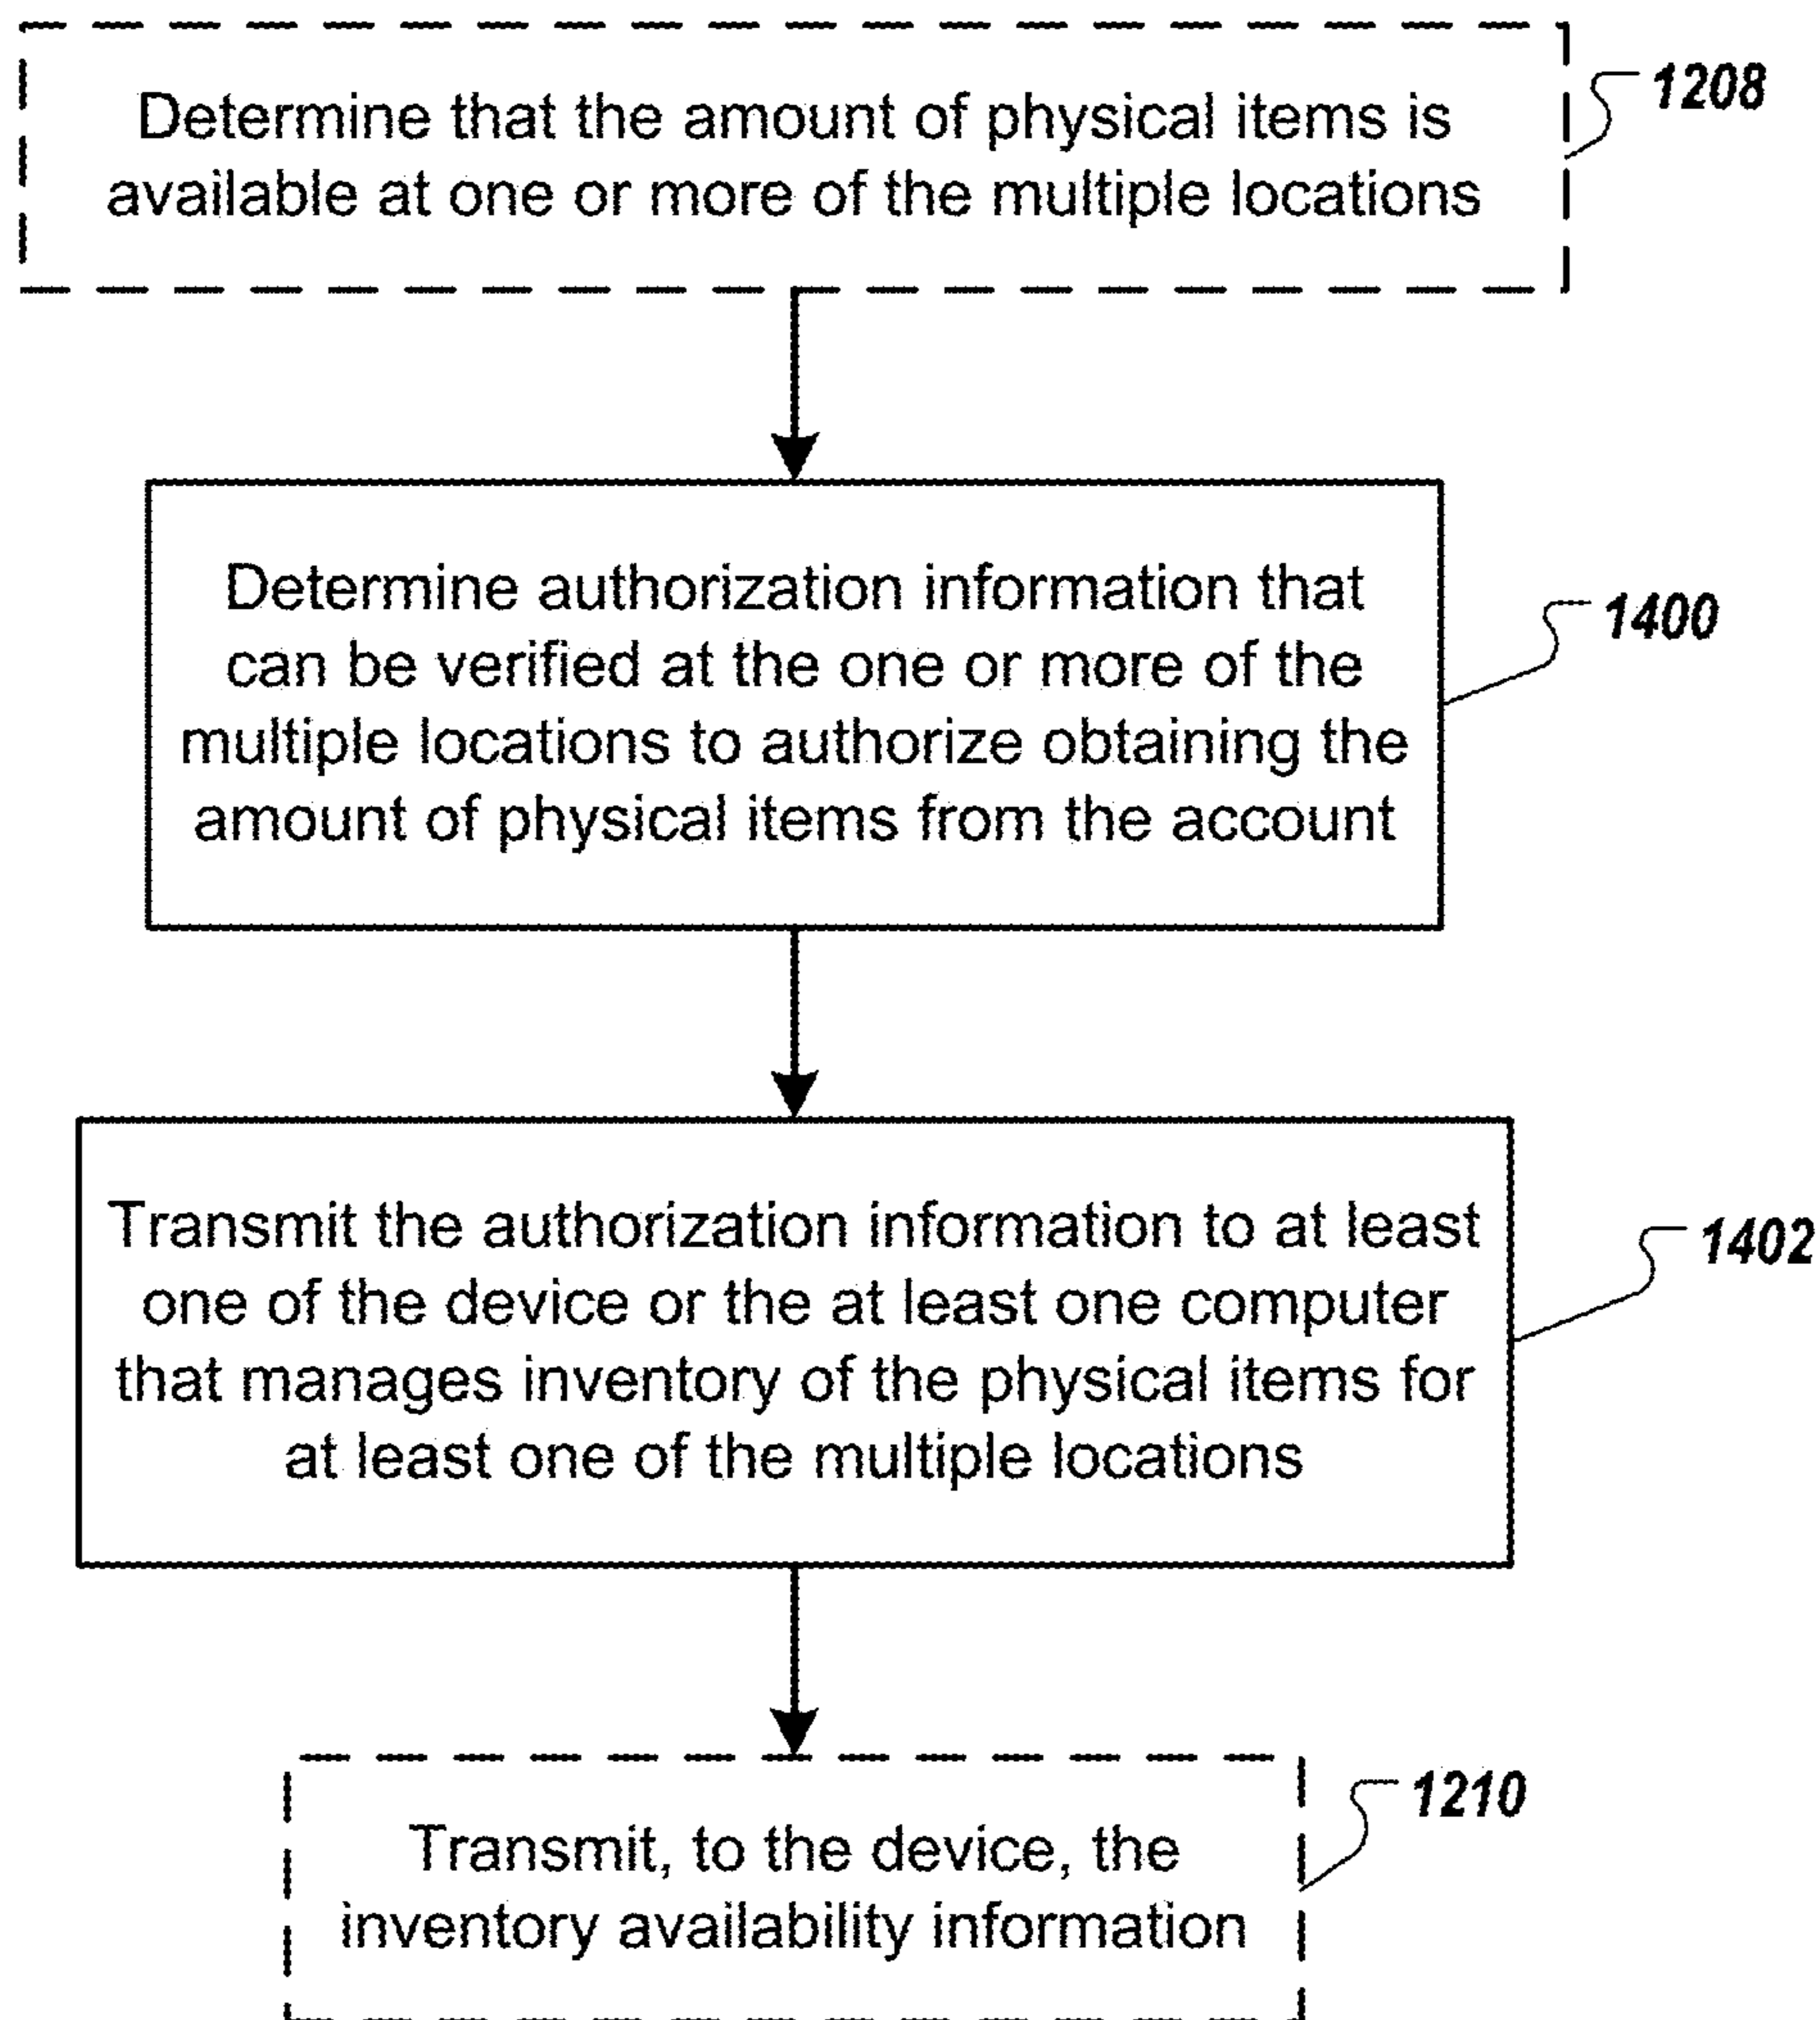 Determine that the amount of physical items is
available at one or more of the multiple locations
1208
Determine authorization information that
can be verified at the one or more of the
multiple locations to authorize obtaining the
amount of physical items from the account
1400
Transmit the authorization information to at least
one of the device or the at least one computer
that manages inventory of the physical items for
at least one of the multiple locations
1402
Transmit, to the device, the
inventory availability information
1210